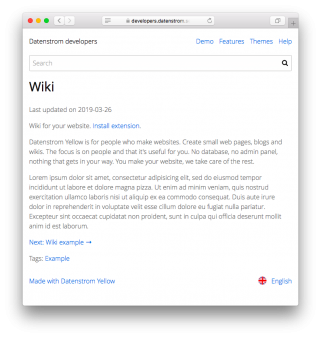 developers.datenstrom.
Datenstrom developers
Demo Features Themes Help
Search
Wiki
Last updated on 2019-03-26
Wiki for your website. Install extension.
Datenstrom Yellow is for people who make websites. Create small web pages, blogs and
wikis. The focus is on people and that it's useful for you. No database, no admin panel,
nothing that gets in your way. You make your website, we take care of the rest.
Lorem ipsum dolor sit amet, consectetur adipisicing elit, sed do eiusmod tempor
incididunt ut labore et dolore magna pizza. Ut enim ad minim veniam, quis nostrud
exercitation ullamco laboris nisi ut aliquip ex ea commodo consequat. Duis aute irure
dolor in reprehenderit in voluptate velit esse cillum dolore eu fugiat nulla pariatur.
Excepteur sint occaecat cupidatat non proident, sunt in culpa qui officia deserunt mollit
anim id est laborum.
Next: Wiki example →
Tags: Example
Made with Datenstrom Yellow
English